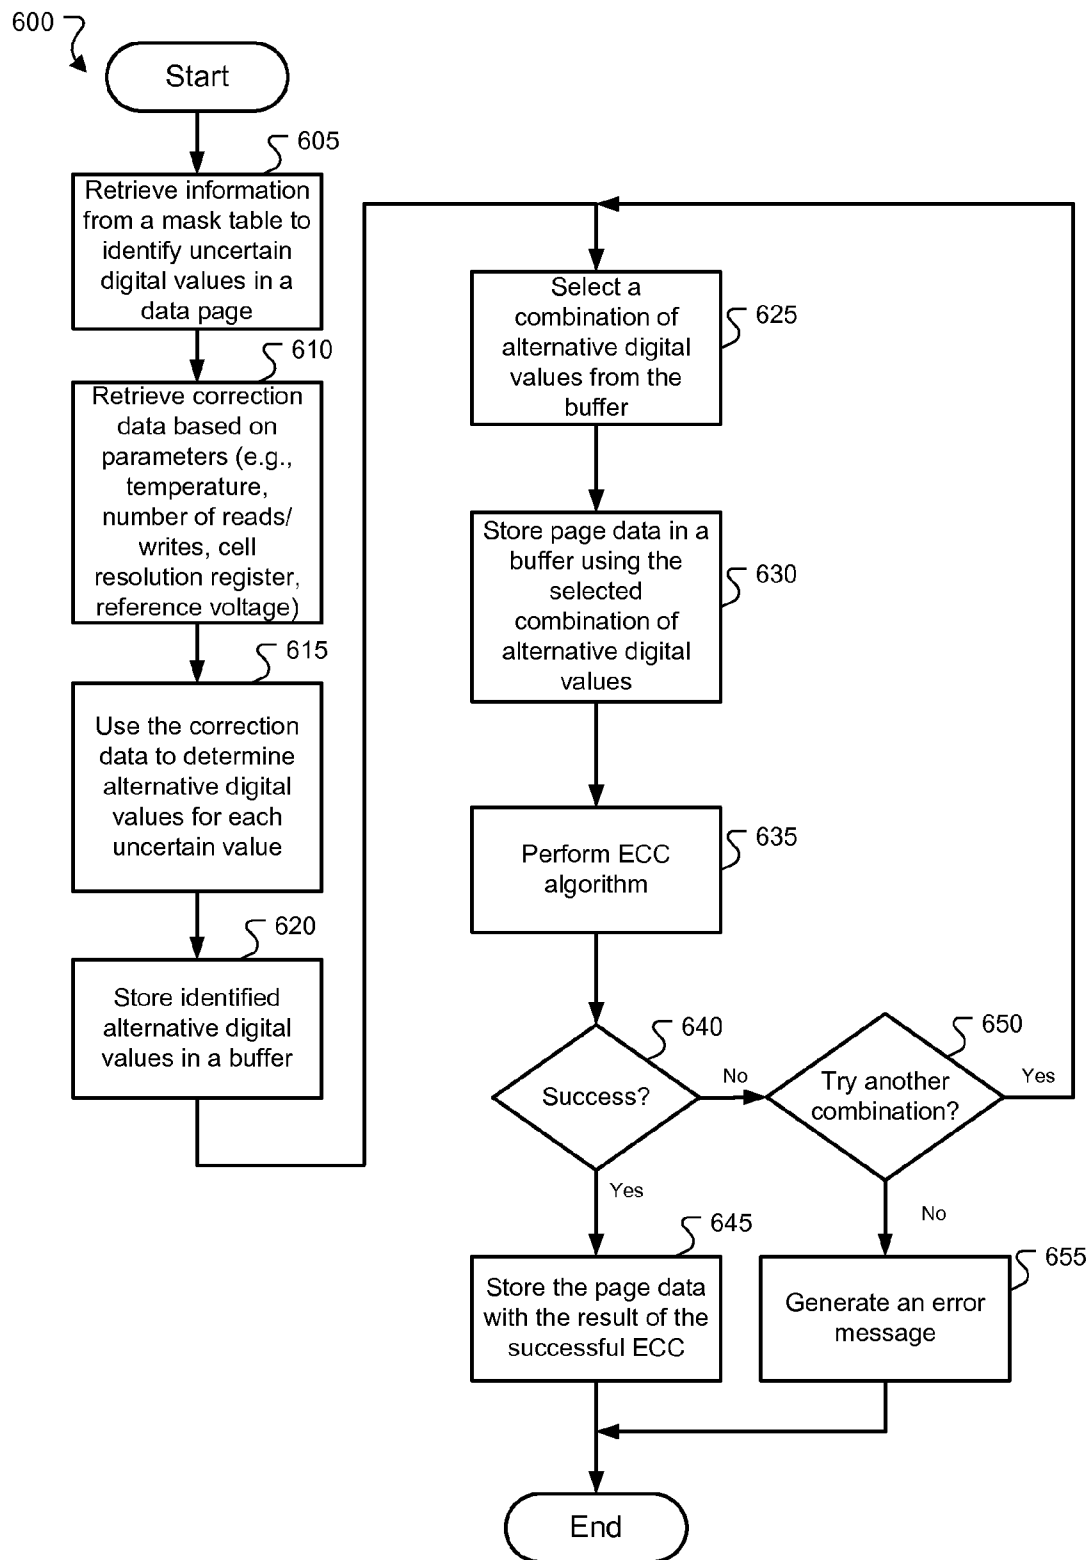 600
Start
605
Retrieve information
from a mask table to
identify uncertain
digital values in a
data page
610
Retrieve correction
data based on
parameters (e.g.,
temperature,
number of reads/
writes, cell
resolution register,
reference voltage)
615
Use the correction
data to determine
alternative digital
values for each
uncertain value
620
Store identified
alternative digital
values in a buffer
625
Select a
combination of
alternative digital
values from the
buffer
630
Store page data in a
buffer using the
selected
combination of
alternative digital
values
635
Perform ECC
algorithm
640
Success?
No
Yes
650
Try another
combination?
Yes
No
645
Store the page data
with the result of the
successful ECC
655
Generate an error
message
End